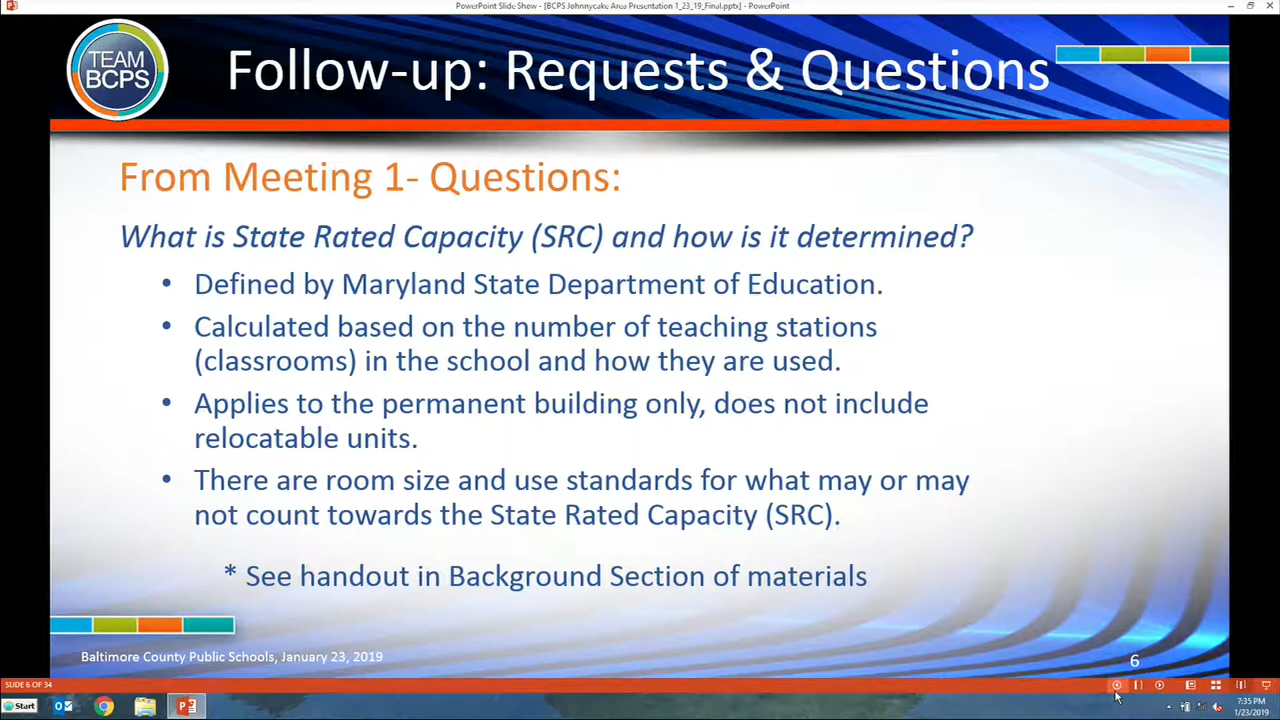 PowerPoint Slide Show - [BCPS Johnnycake Area Presentation 1_23_19_Final.pptx] - PowerPoint
TEAM
BCPS
Follow-up: Requests & Questions
From Meeting 1- Questions:
What is State Rated Capacity (SRC) and how is it determined?
• Defined by Maryland State Department of Education.
• Calculated based on the number of teaching stations
(classrooms) in the school and how they are used.
• Applies to the permanent building only, does not include
relocatable units.
• There are room size and use standards for what may or may
not count towards the State Rated Capacity (SRC).
* See handout in Background Section of materials
Baltimore County Public Schools, January 23, 2019
6
SLIDE 6 OF 34
Start
7:35 PM
1/23/2019